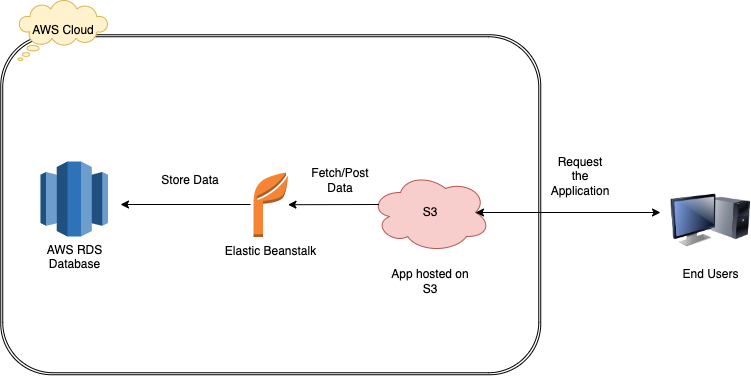 AWS Cloud
Store Data
AWS RDS
Database
Elastic Beanstalk
Fetch/Post
Data
S3
App hosted on
S3
Request
the
Application
End Users